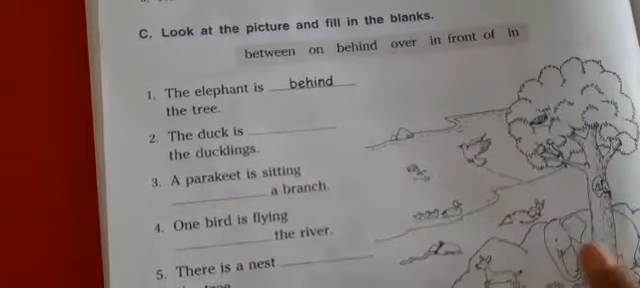 C. Look at the picture and fill in the blanks.
between on behind over in front of in
1. The elephant is behind
the tree.
2. The duck is
the ducklings.
3. A parakeet is sitting
a branch.
4. One bird is flying
the river.
5. There is a nest